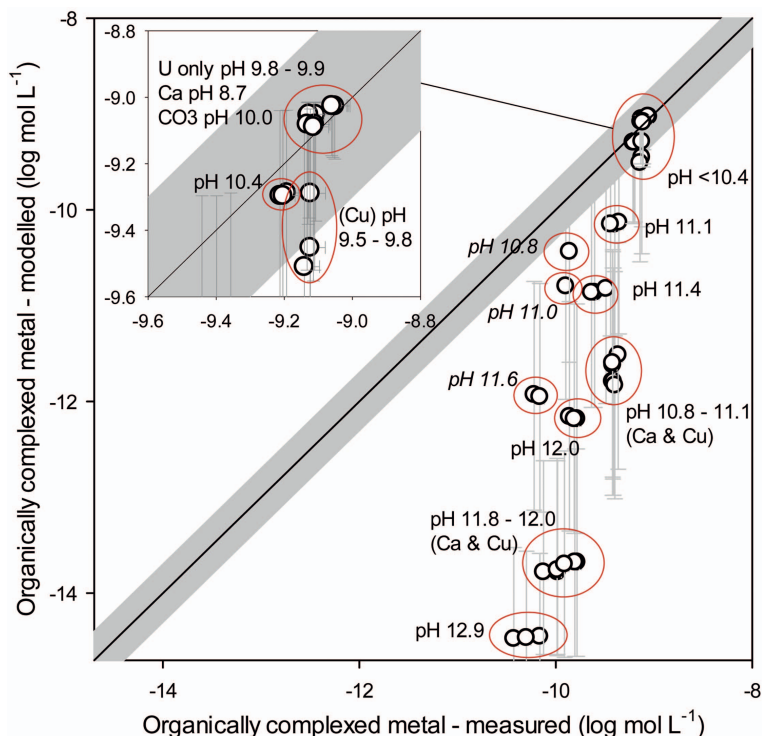 -8
-8.8
U only pH 9.8 - 9.9
Ca pH 8.7
CO3 pH 10.0
-9.0
-9.2
pH 10.4
(Cu) pH
9.5 - 9.8
-9.4
-9.6
-9.6 -9.4 -9.2 -9.0 -8.8
pH <10.4
-10
pH 11.1
pH 10.8
pH 11.4
pH 11.0
pH 11.6
-12
pH 10.8 - 11.1
(Ca & Cu)
pH 12.0
pH 11.8 - 12.0
(Ca & Cu)
-14
pH 12.9
-14 -12 -10 -8
Organically complexed metal - modelled (log mol L-1)
Organically complexed metal - measured (log mol L-1)